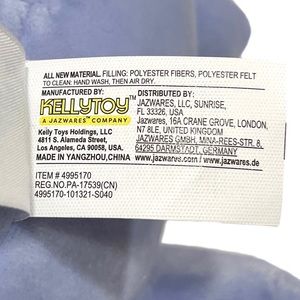 ALL NEW MATERIAL. FILLING: POLYESTER FIBERS, POLYESTER FELT
TO CLEAN: HAND WASH, THEN AIR DRY.
MANUFACTURED BY:
KELLYTOY™
A JAZWARES™ COMPANY
Kelly Toys Holdings, LLC
4811 S. Alameda Street,
Los Angeles, CA 90058, USA
DISTRIBUTED BY:
JAZWARES, LLC, SUNRISE,
FL 33326, USA
Jazwares, 16A CRANE GROVE, LONDON,
N7 8LE, UNITED KINGDOM
JAZWARES GMBH, MINA-REES-STR. 8,
64295 DARMSTADT, GERMANY
MADE IN YANGZHOU,CHINA
www.jazwares.com/www.jazwares.de
ITEM # 4995170
REG.NO.PA-17539(CN)
4995170-101321-S040